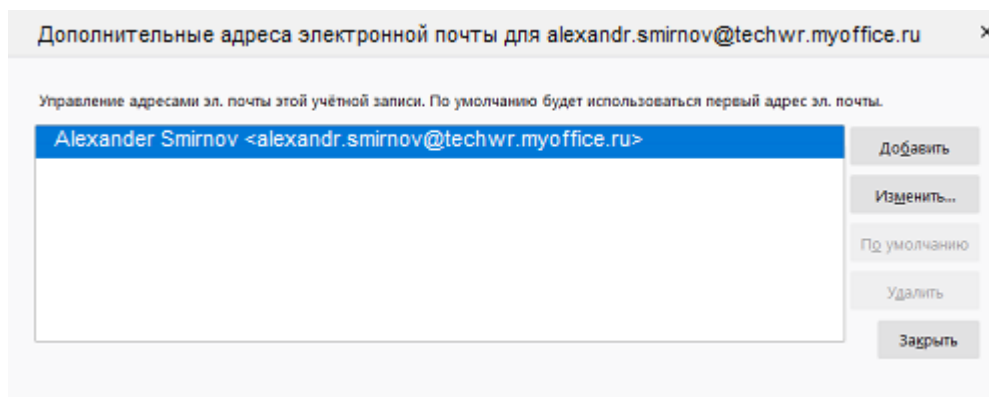 Дополнительные адреса электронной почты для alexandr.smirnov@techwr.myoffice.ru
Управление адресами эл. почты этой учётной записи. По умолчанию будет использоваться первый адрес эл. почты.
Alexander Smirnov <alexandr.smirnov@techwr.myoffice.ru>
Добавить
Изменить...
По умолчанию
Удалить
Закрыть